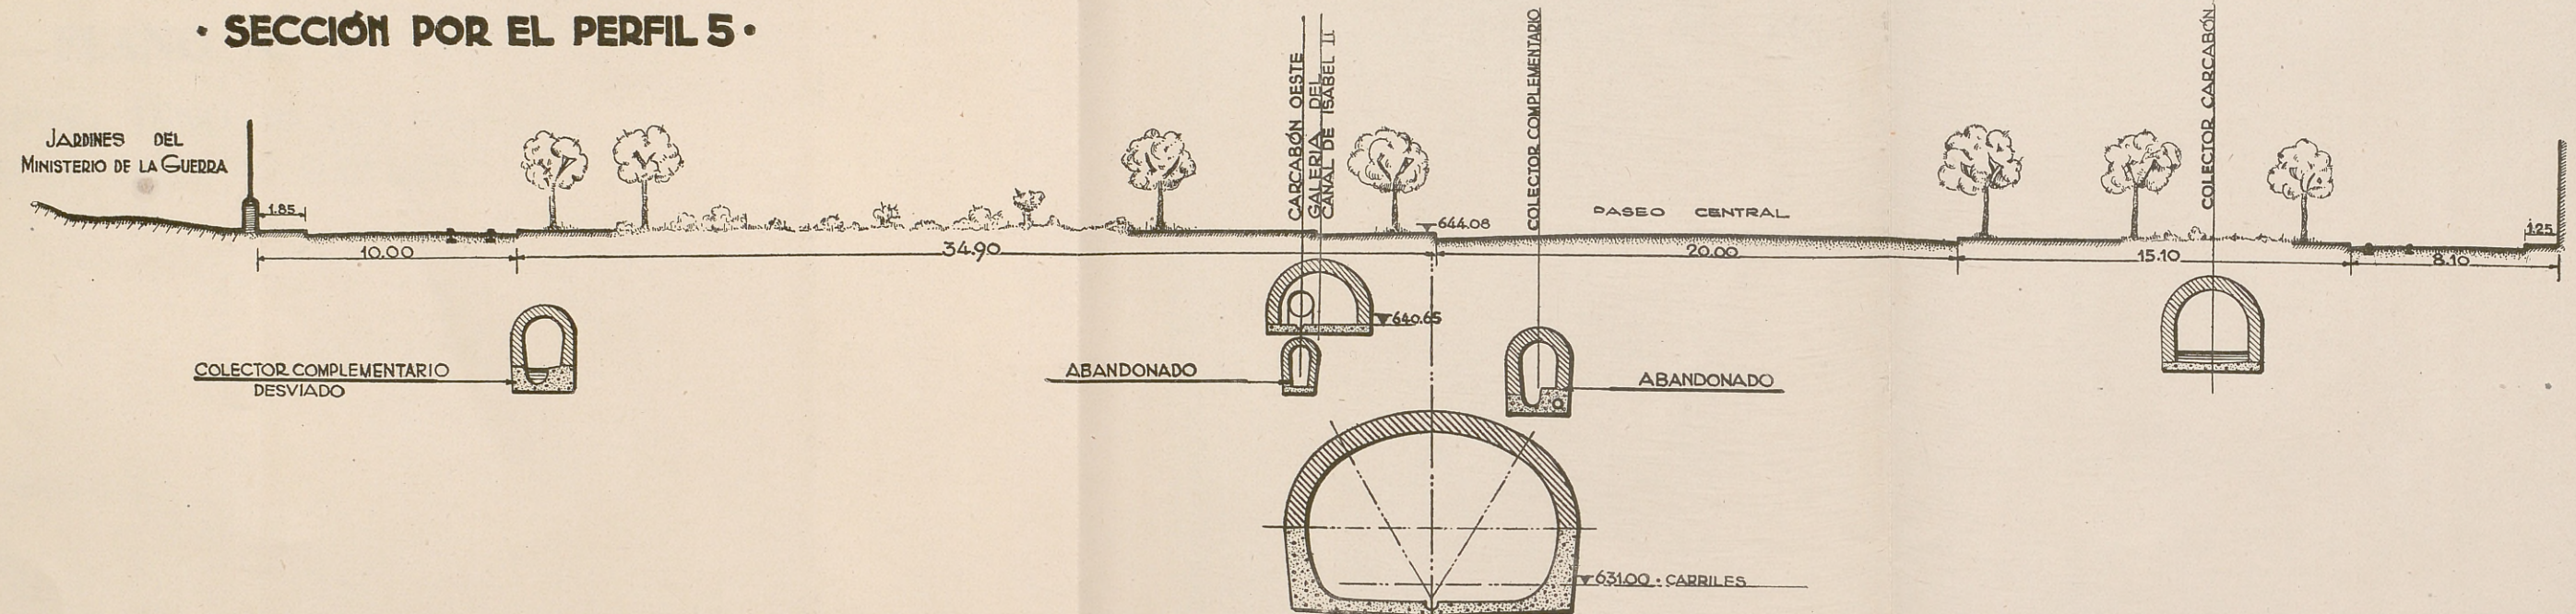 · SECCIÓN POR EL PERFIL 5 ·
JARDINES DEL
MINISTERIO DE LA GUERRA
1.85
CARCABÓN OESTE
GALERIA DEL
CANAL DE ISABEL II
COLECTOR COMPLEMENTARIO
COLECTOR CARCABÓN
644.08
PASEO CENTRAL
1.25
10.00
34.90
20.00
15.10
8.10
640.65
COLECTOR COMPLEMENTARIO
DESVIADO
ABANDONADO
ABANDONADO
631.00 · CARRILES